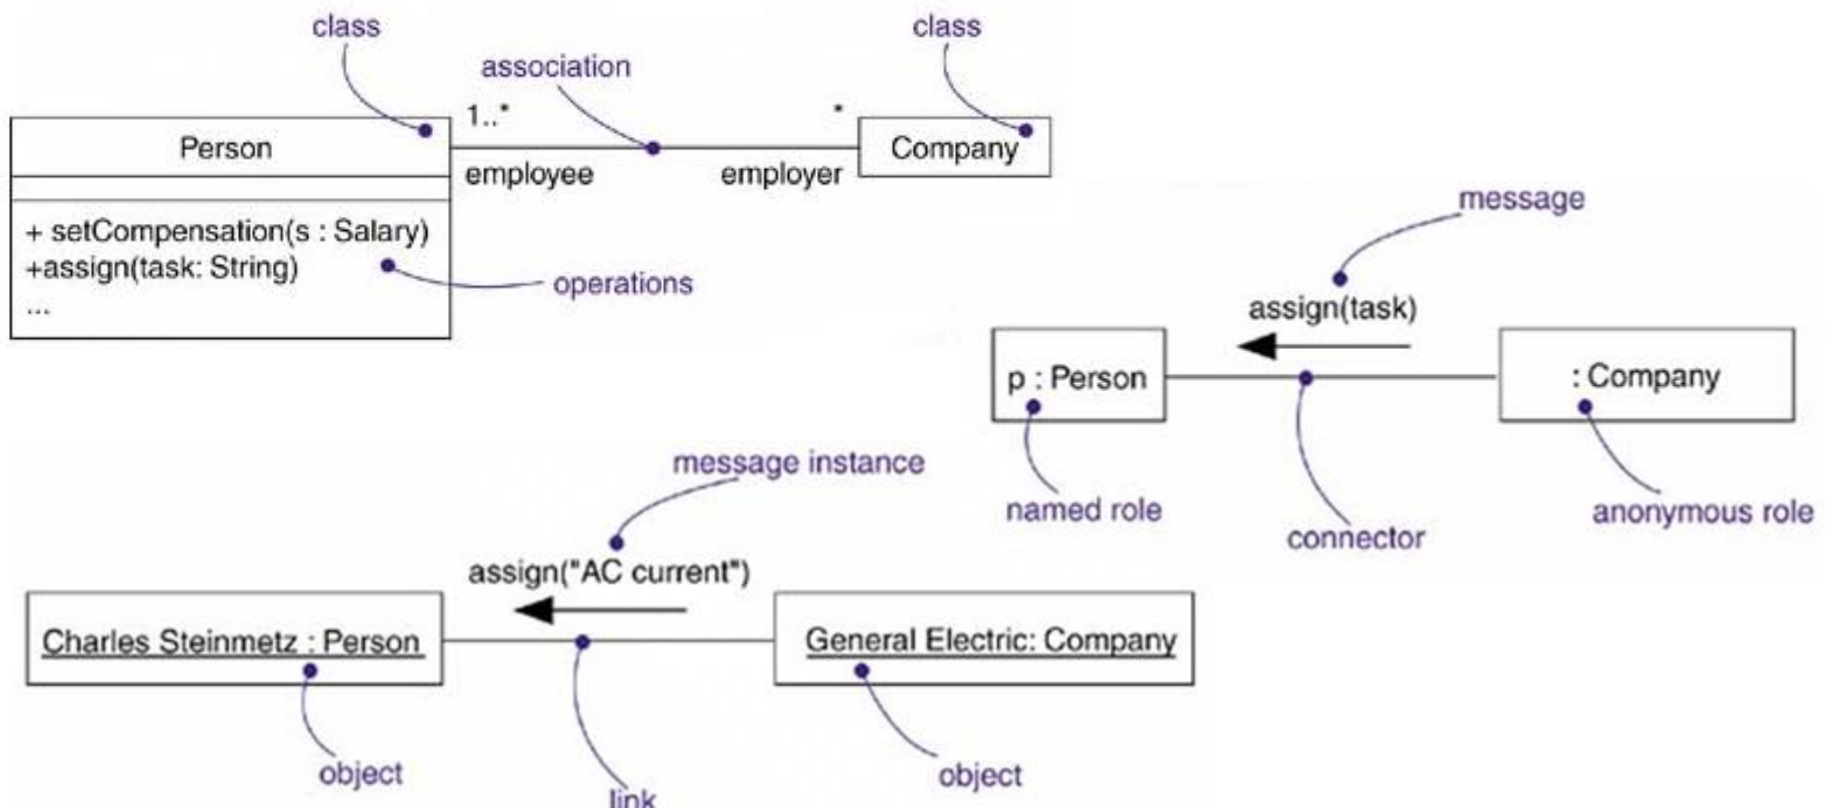 class
class
association
1..*
*
Person
Company
employee
employer
+ setCompensation(s : Salary)
+assign(task: String)
...
operations
message
assign(task)
p : Person
: Company
named role
anonymous role
connector
message instance
assign("AC current")
Charles Steinmetz : Person
General Electric: Company
object
object
link